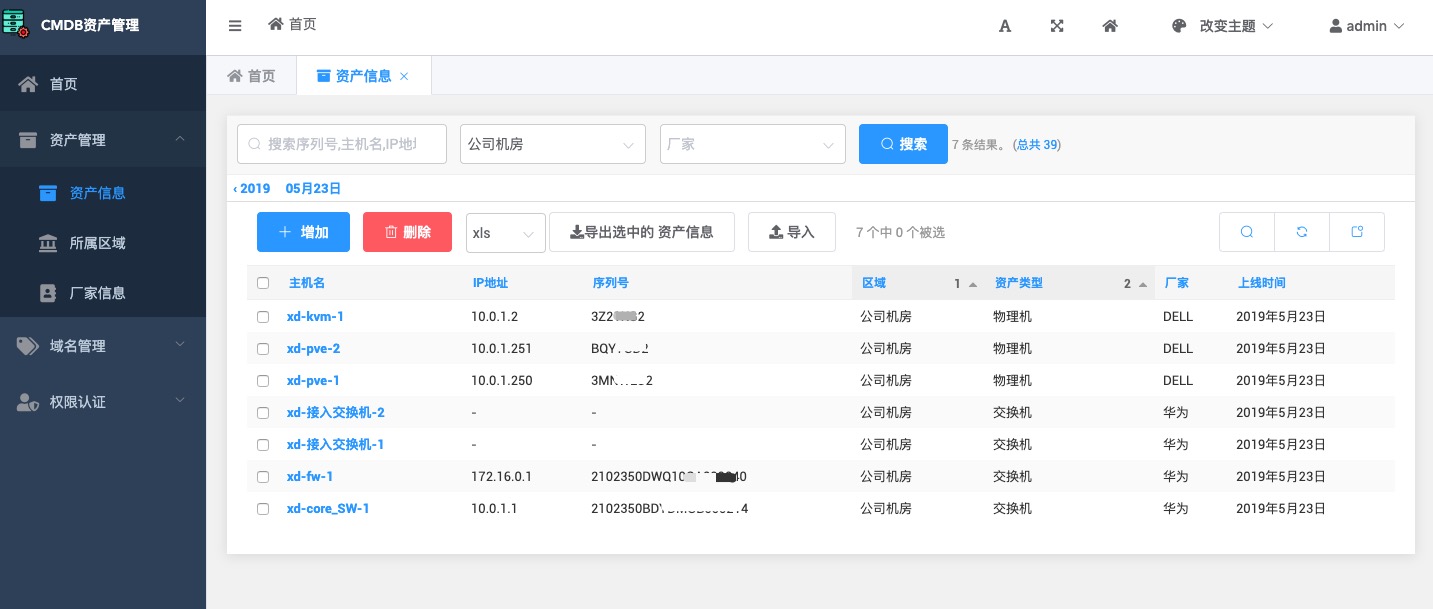 CMDB资产管理
首页
资产管理
资产信息
所属区域
厂家信息
域名管理
权限认证
首页
改变主题 admin
首页 资产信息
搜索序列号,主机名,IP地 公司机房 厂家 搜索 7 条结果。 (总共 39)
‹ 2019 05月23日
增加 删除 xls 导出选中的 资产信息 导入 7 个中 0 个被选
主机名 IP地址 序列号 区域 1 资产类型 2 厂家 上线时间
xd-kvm-1 10.0.1.2 公司机房 物理机 DELL 2019年5月23日
xd-pve-2 10.0.1.251 公司机房 物理机 DELL 2019年5月23日
xd-pve-1 10.0.1.250 公司机房 物理机 DELL 2019年5月23日
xd-接入交换机-2 - - 公司机房 交换机 华为 2019年5月23日
xd-接入交换机-1 - - 公司机房 交换机 华为 2019年5月23日
xd-fw-1 172.16.0.1 公司机房 交换机 华为 2019年5月23日
xd-core_SW-1 10.0.1.1 公司机房 交换机 华为 2019年5月23日